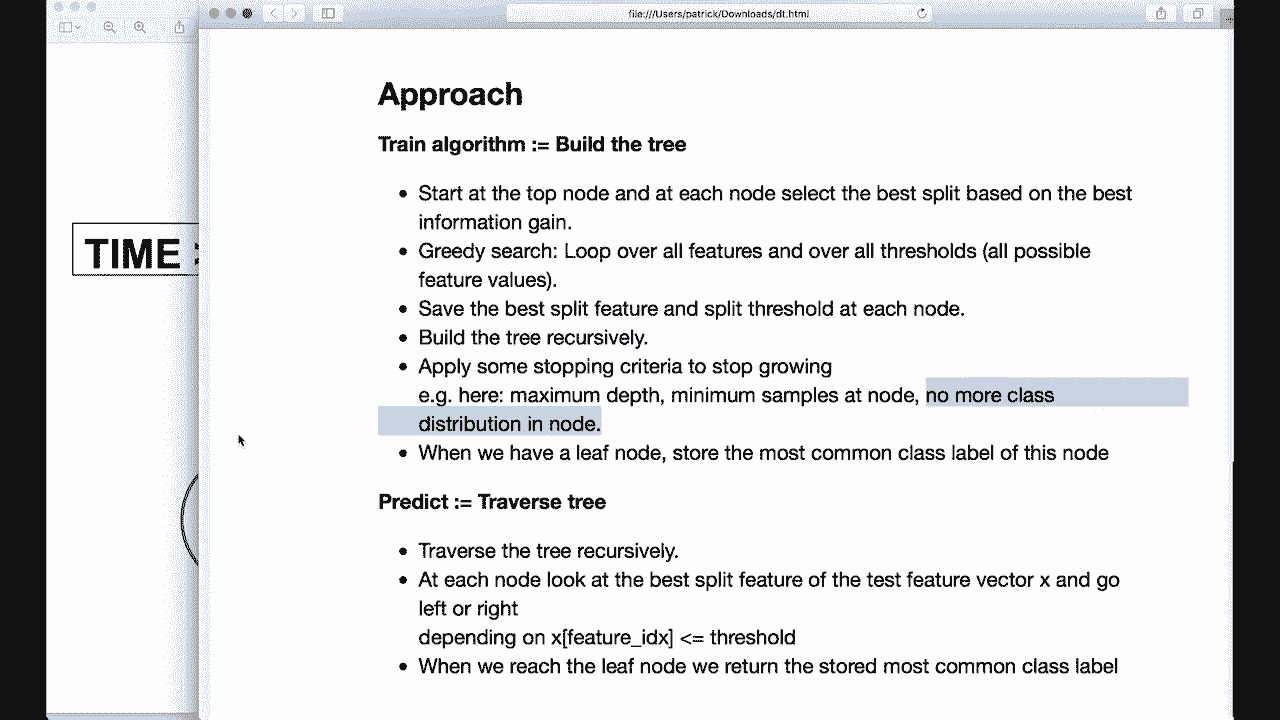 file:///Users/patrick/Downloads/dt.html
Approach
Train algorithm := Build the tree
Start at the top node and at each node select the best split based on the best
information gain.
Greedy search: Loop over all features and over all thresholds (all possible
feature values).
TIME
Save the best split feature and split threshold at each node.
Build the tree recursively.
Apply some stopping criteria to stop growing
e.g. here: maximum depth, minimum samples at node, no more class
distribution in node.
When we have a leaf node, store the most common class label of this node
Predict := Traverse tree
Traverse the tree recursively.
At each node look at the best split feature of the test feature vector x and go
left or right
depending on x[feature_idx] <= threshold
When we reach the leaf node we return the stored most common class label